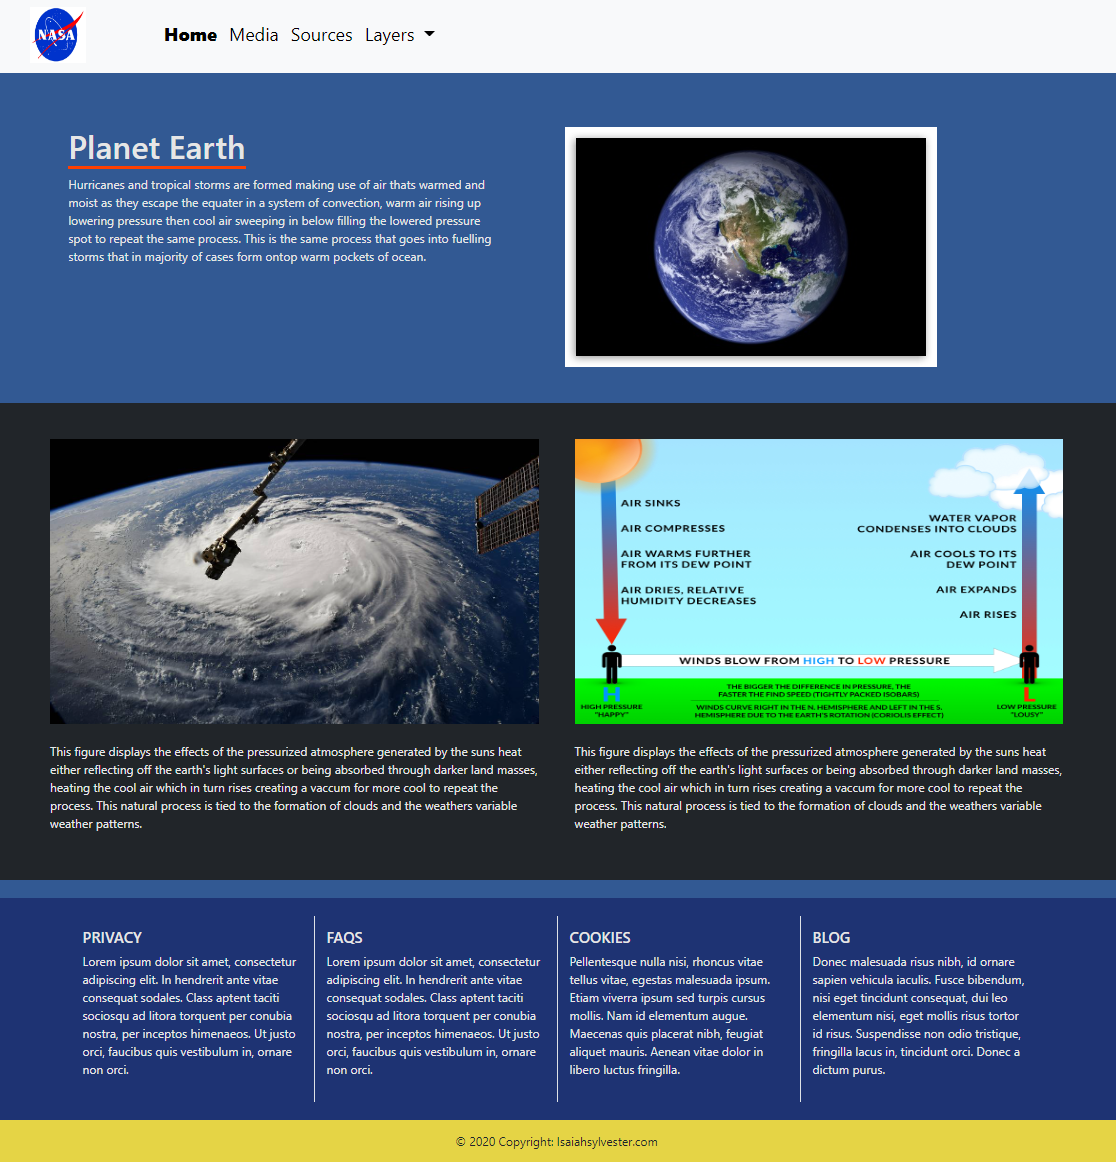 NASA
Home Media Sources Layers
Planet Earth
Hurricanes and tropical storms are formed making use of air thats warmed and
moist as they escape the equater in a system of convection, warm air rising up
lowering pressure then cool air sweeping in below filling the lowered pressure
spot to repeat the same process. This is the same process that goes into fuelling
storms that in majority of cases form ontop warm pockets of ocean.
AIR SINKS
AIR COMPRESSES
AIR WARMS FURTHER
FROM ITS DEW POINT
AIR DRIES, RELATIVE
HUMIDITY DECREASES
WATER VAPOR
CONDENSES INTO CLOUDS
AIR COOLS TO ITS
DEW POINT
AIR EXPANDS
AIR RISES
WINDS BLOW FROM HIGH TO LOW PRESSURE
H
HIGH PRESSURE
"HAPPY"
THE BIGGER THE DIFFERENCE IN PRESSURE, THE
FASTER THE FIND SPEED (TIGHTLY PACKED ISOBARS)
WINDS CURVE RIGHT IN THE N. HEMISPHERE AND LEFT IN THE S.
HEMISPHERE DUE TO THE EARTH'S ROTATION (CORIOLIS EFFECT)
L
LOW PRESSURE
"LOUSY"
This figure displays the effects of the pressurized atmosphere generated by the suns heat
either reflecting off the earth's light surfaces or being absorbed through darker land masses,
heating the cool air which in turn rises creating a vaccum for more cool to repeat the
process. This natural process is tied to the formation of clouds and the weathers variable
weather patterns.
This figure displays the effects of the pressurized atmosphere generated by the suns heat
either reflecting off the earth's light surfaces or being absorbed through darker land masses,
heating the cool air which in turn rises creating a vaccum for more cool to repeat the
process. This natural process is tied to the formation of clouds and the weathers variable
weather patterns.
PRIVACY
Lorem ipsum dolor sit amet, consectetur
adipiscing elit. In hendrerit ante vitae
consequat sodales. Class aptent taciti
sociosqu ad litora torquent per conubia
nostra, per inceptos himenaeos. Ut justo
orci, faucibus quis vestibulum in, ornare
non orci.
FAQS
Lorem ipsum dolor sit amet, consectetur
adipiscing elit. In hendrerit ante vitae
consequat sodales. Class aptent taciti
sociosqu ad litora torquent per conubia
nostra, per inceptos himenaeos. Ut justo
orci, faucibus quis vestibulum in, ornare
non orci.
COOKIES
Pellentesque nulla nisi, rhoncus vitae
tellus vitae, egestas malesuada ipsum.
Etiam viverra ipsum sed turpis cursus
mollis. Nam id elementum augue.
Maecenas quis placerat nibh, feugiat
aliquet mauris. Aenean vitae dolor in
libero luctus fringilla.
BLOG
Donec malesuada risus nibh, id ornare
sapien vehicula iaculis. Fusce bibendum,
nisi eget tincidunt consequat, dui leo
elementum nisi, eget mollis risus tortor
id risus. Suspendisse non odio tristique,
fringilla lacus in, tincidunt orci. Donec a
dictum purus.
© 2020 Copyright: Isaiahsylvester.com